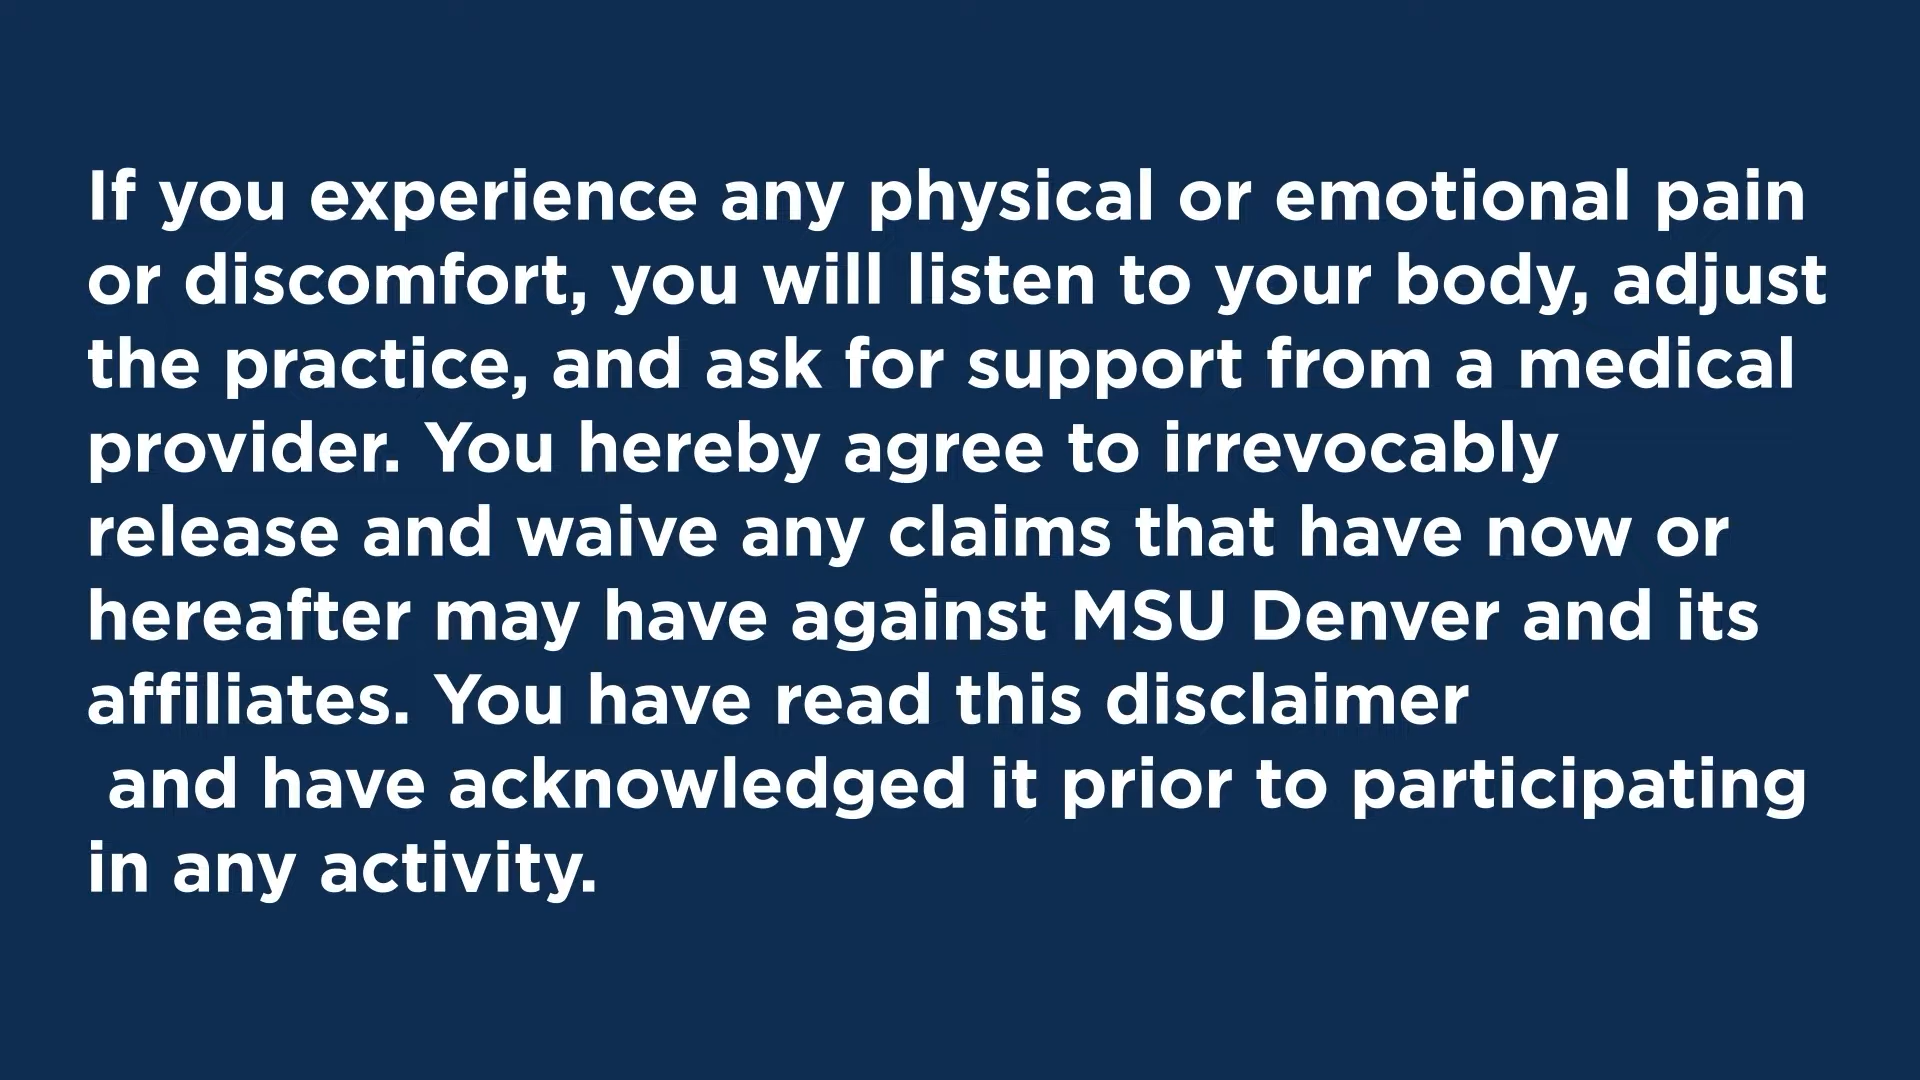 If you experience any physical or emotional pain
or discomfort, you will listen to your body, adjust
the practice, and ask for support from a medical
provider. You hereby agree to irrevocably
release and waive any claims that have now or
hereafter may have against MSU Denver and its
affiliates. You have read this disclaimer
and have acknowledged it prior to participating
in any activity.